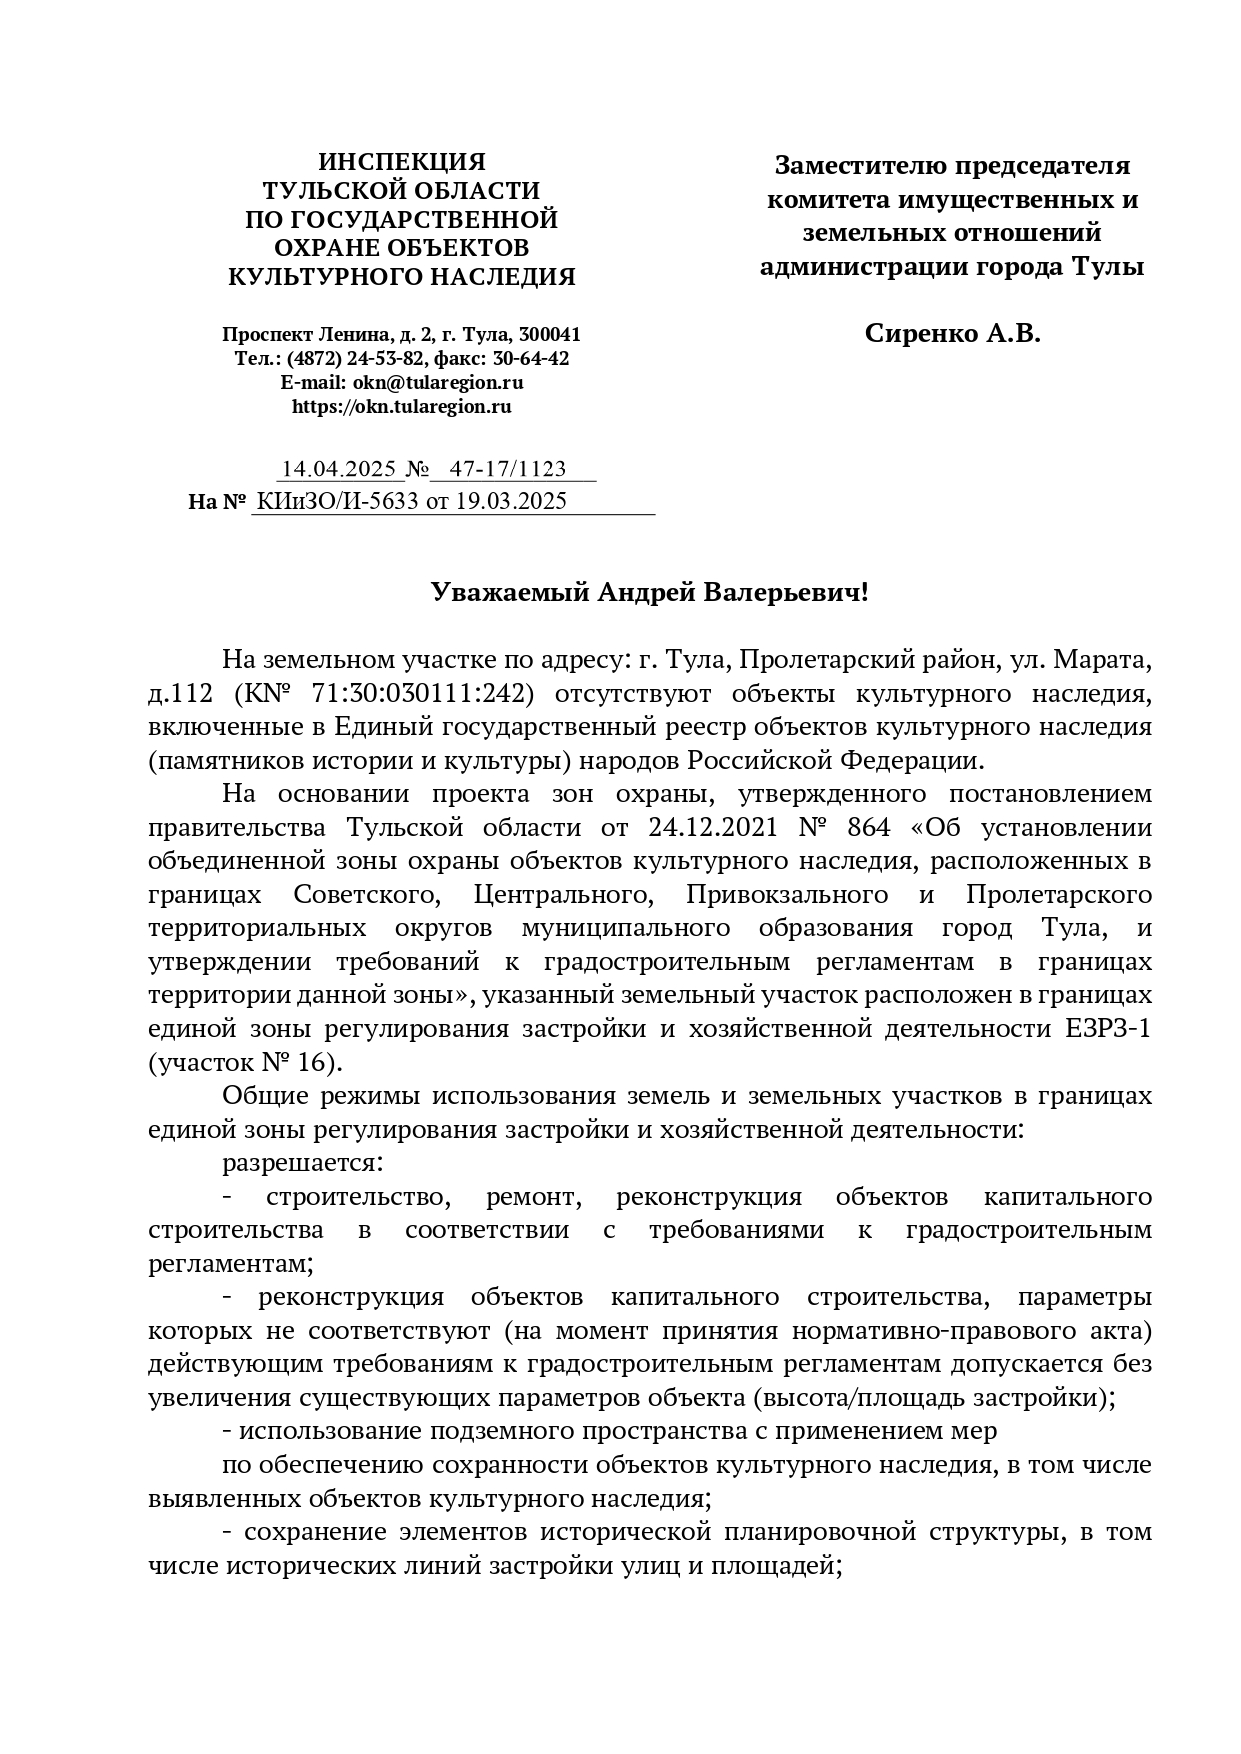 ИНСПЕКЦИЯ
ТУЛЬСКОЙ ОБЛАСТИ
ПО ГОСУДАРСТВЕННОЙ
ОХРАНЕ ОБЪЕКТОВ
КУЛЬТУРНОГО НАСЛЕДИЯ
Проспект Ленина, д. 2, г. Тула, 300041
Тел.: (4872) 24-53-82, факс: 30-64-42
E-mail: okn@tularegion.ru
https://okn.tularegion.ru
14.04.2025 № 47-17/1123
На № КИиЗО/И-5633 от 19.03.2025
Заместителю председателя
комитета имущественных и
земельных отношений
администрации города Тулы
Сиренко А.В.
Уважаемый Андрей Валерьевич!
На земельном участке по адресу: г. Тула, Пролетарский район, ул. Марата,
д.112 (К№ 71:30:030111:242) отсутствуют объекты культурного наследия,
включенные в Единый государственный реестр объектов культурного наследия
(памятников истории и культуры) народов Российской Федерации.
На основании проекта зон охраны, утвержденного постановлением
правительства Тульской области от 24.12.2021 № 864 «Об установлении
объединенной зоны охраны объектов культурного наследия, расположенных в
границах Советского, Центрального, Привокзального и Пролетарского
территориальных округов муниципального образования город Тула, и
утверждении требований к градостроительным регламентам в границах
территории данной зоны», указанный земельный участок расположен в границах
единой зоны регулирования застройки и хозяйственной деятельности ЕЗРЗ-1
(участок № 16).
Общие режимы использования земель и земельных участков в границах
единой зоны регулирования застройки и хозяйственной деятельности:
разрешается:
- строительство, ремонт, реконструкция объектов капитального
строительства в соответствии с требованиями к градостроительным
регламентам;
- реконструкция объектов капитального строительства, параметры
которых не соответствуют (на момент принятия нормативно-правового акта)
действующим требованиям к градостроительным регламентам допускается без
увеличения существующих параметров объекта (высота/площадь застройки);
- использование подземного пространства с применением мер
по обеспечению сохранности объектов культурного наследия, в том числе
выявленных объектов культурного наследия;
- сохранение элементов исторической планировочной структуры, в том
числе исторических линий застройки улиц и площадей;